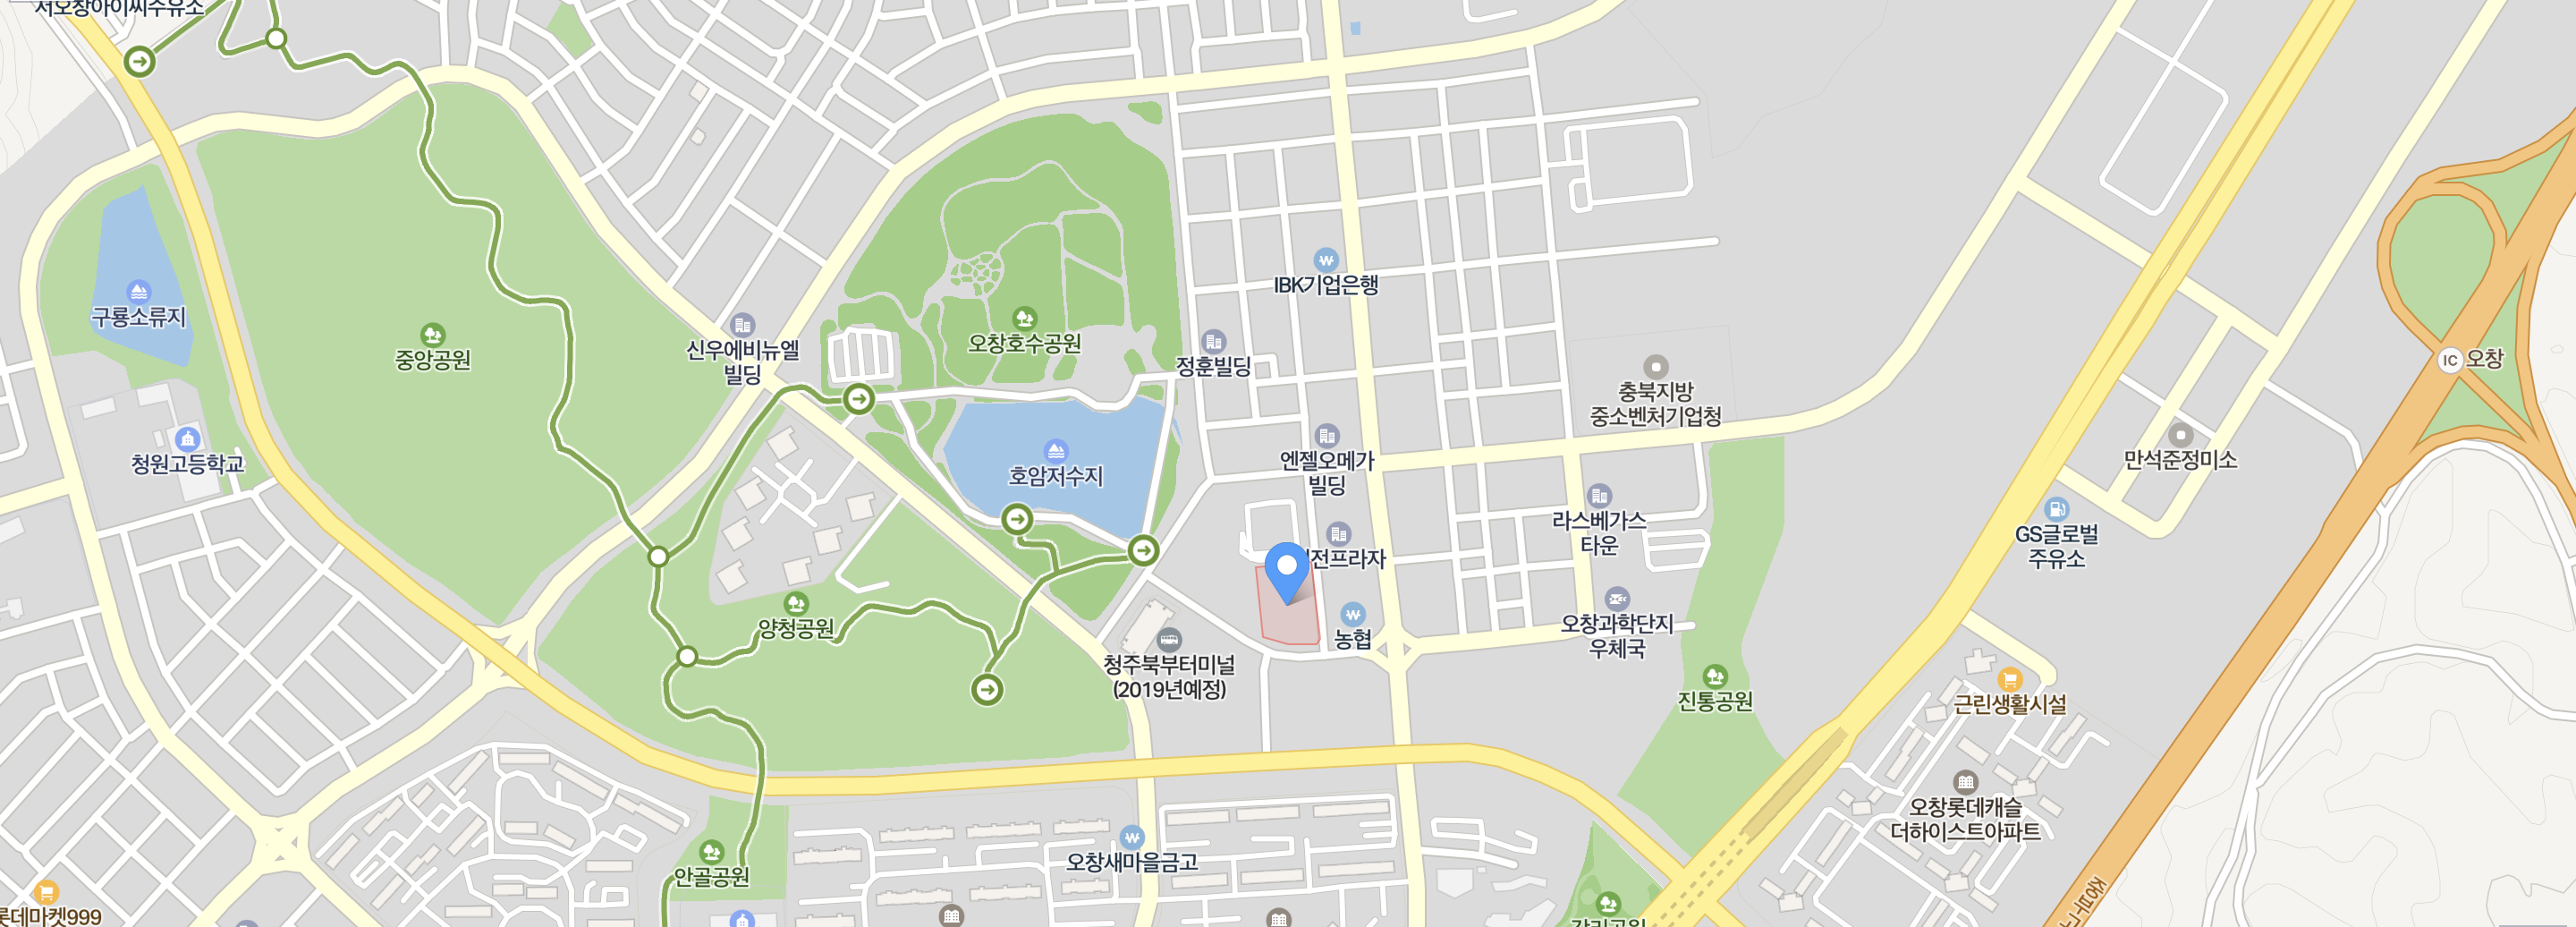 서오창아이씨주유소
구룡소류지
중앙공원
신우에비뉴엘
빌딩
오창호수공원
정훈빌딩
IBK기업은행
충북지방
중소벤처기업청
IC 오창
청원고등학교
호암저수지
엔젤오메가
빌딩
만석준정미소
라스베가스
타운
GS글로벌
주유소
전프라자
양청공원
농협
오창과학단지
우체국
청주북부터미널
(2019년예정)
진통공원
근린생활시설
오창롯데캐슬
더하이스트아파트
오창새마을금고
안골공원
롯데마켓999